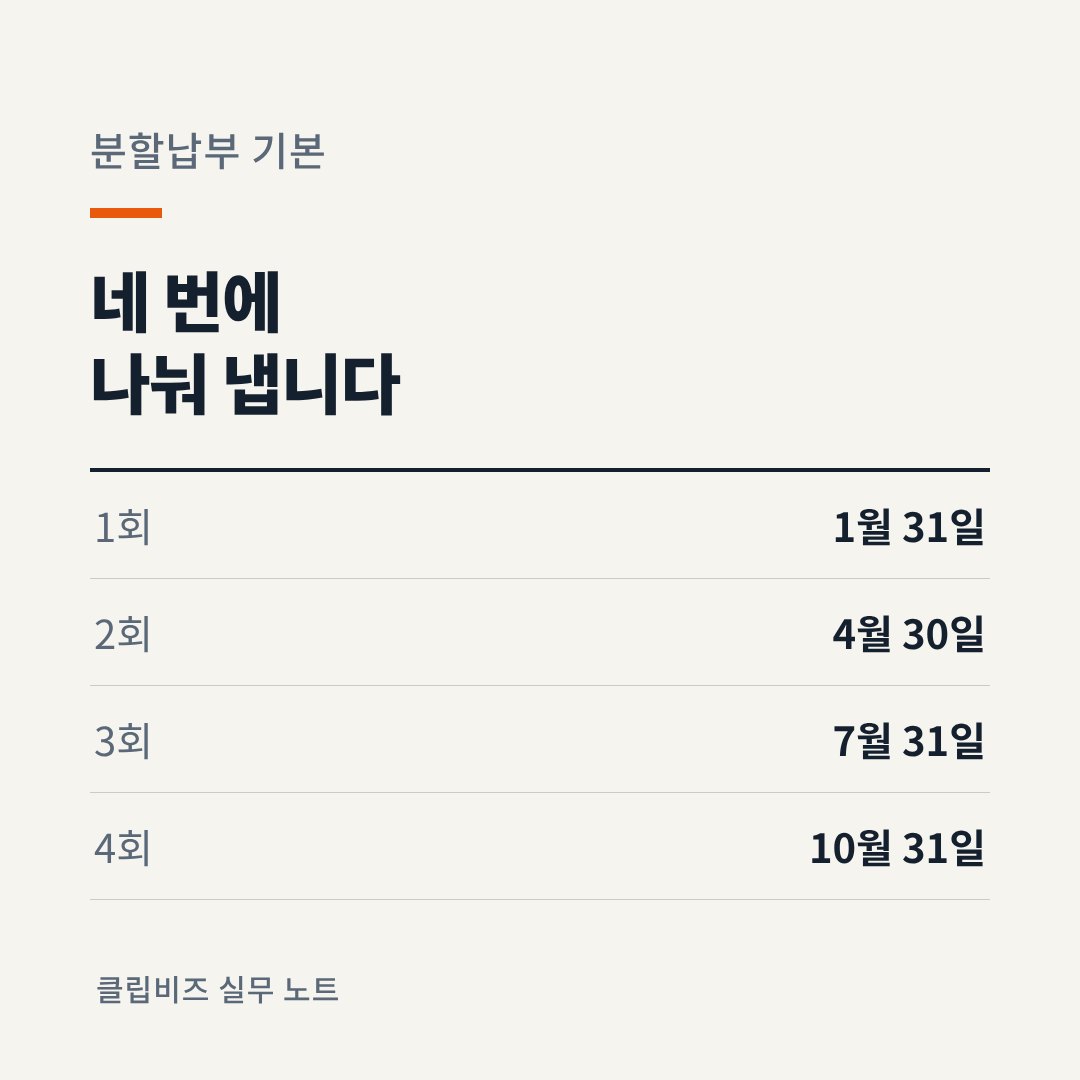 분할납부 기본
네 번에
나눠 냅니다
1회 1월 31일
2회 4월 30일
3회 7월 31일
4회 10월 31일
클립비즈 실무 노트